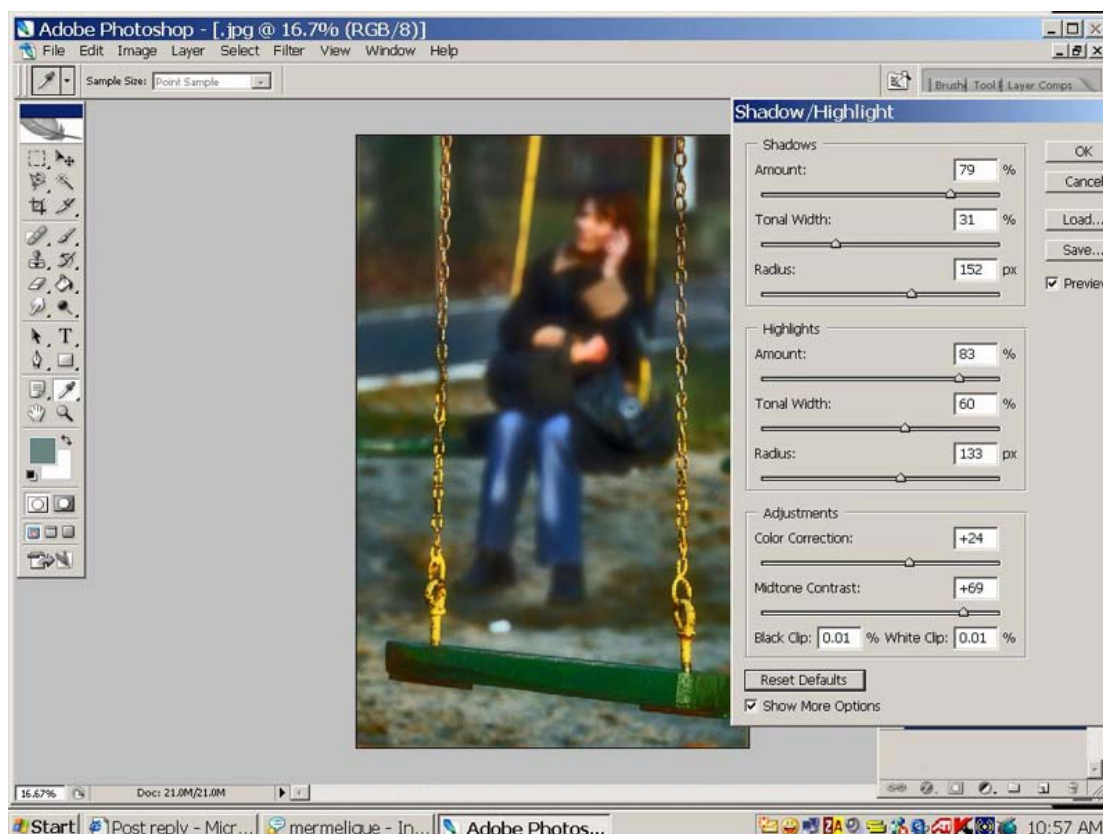 Adobe Photoshop - [.jpg @ 16.7% (RGB/8)]
File Edit Image Layer Select Filter View Window Help
Sample Size: Point Sample
Brush Tool Layer Comps
Shadow/Highlight
Shadows
Amount: 79 %
Tonal Width: 31 %
Radius: 152 px
Highlights
Amount: 83 %
Tonal Width: 60 %
Radius: 133 px
Adjustments
Color Correction: +24
Midtone Contrast: +69
Black Clip: 0.01 % White Clip: 0.01 %
Reset Defaults
Show More Options
OK
Cancel
Load...
Save...
Preview
16.67% Doc: 21.0M/21.0M
Start Post reply - Micr... mermelique - In... Adobe Photos... 10:57 AM